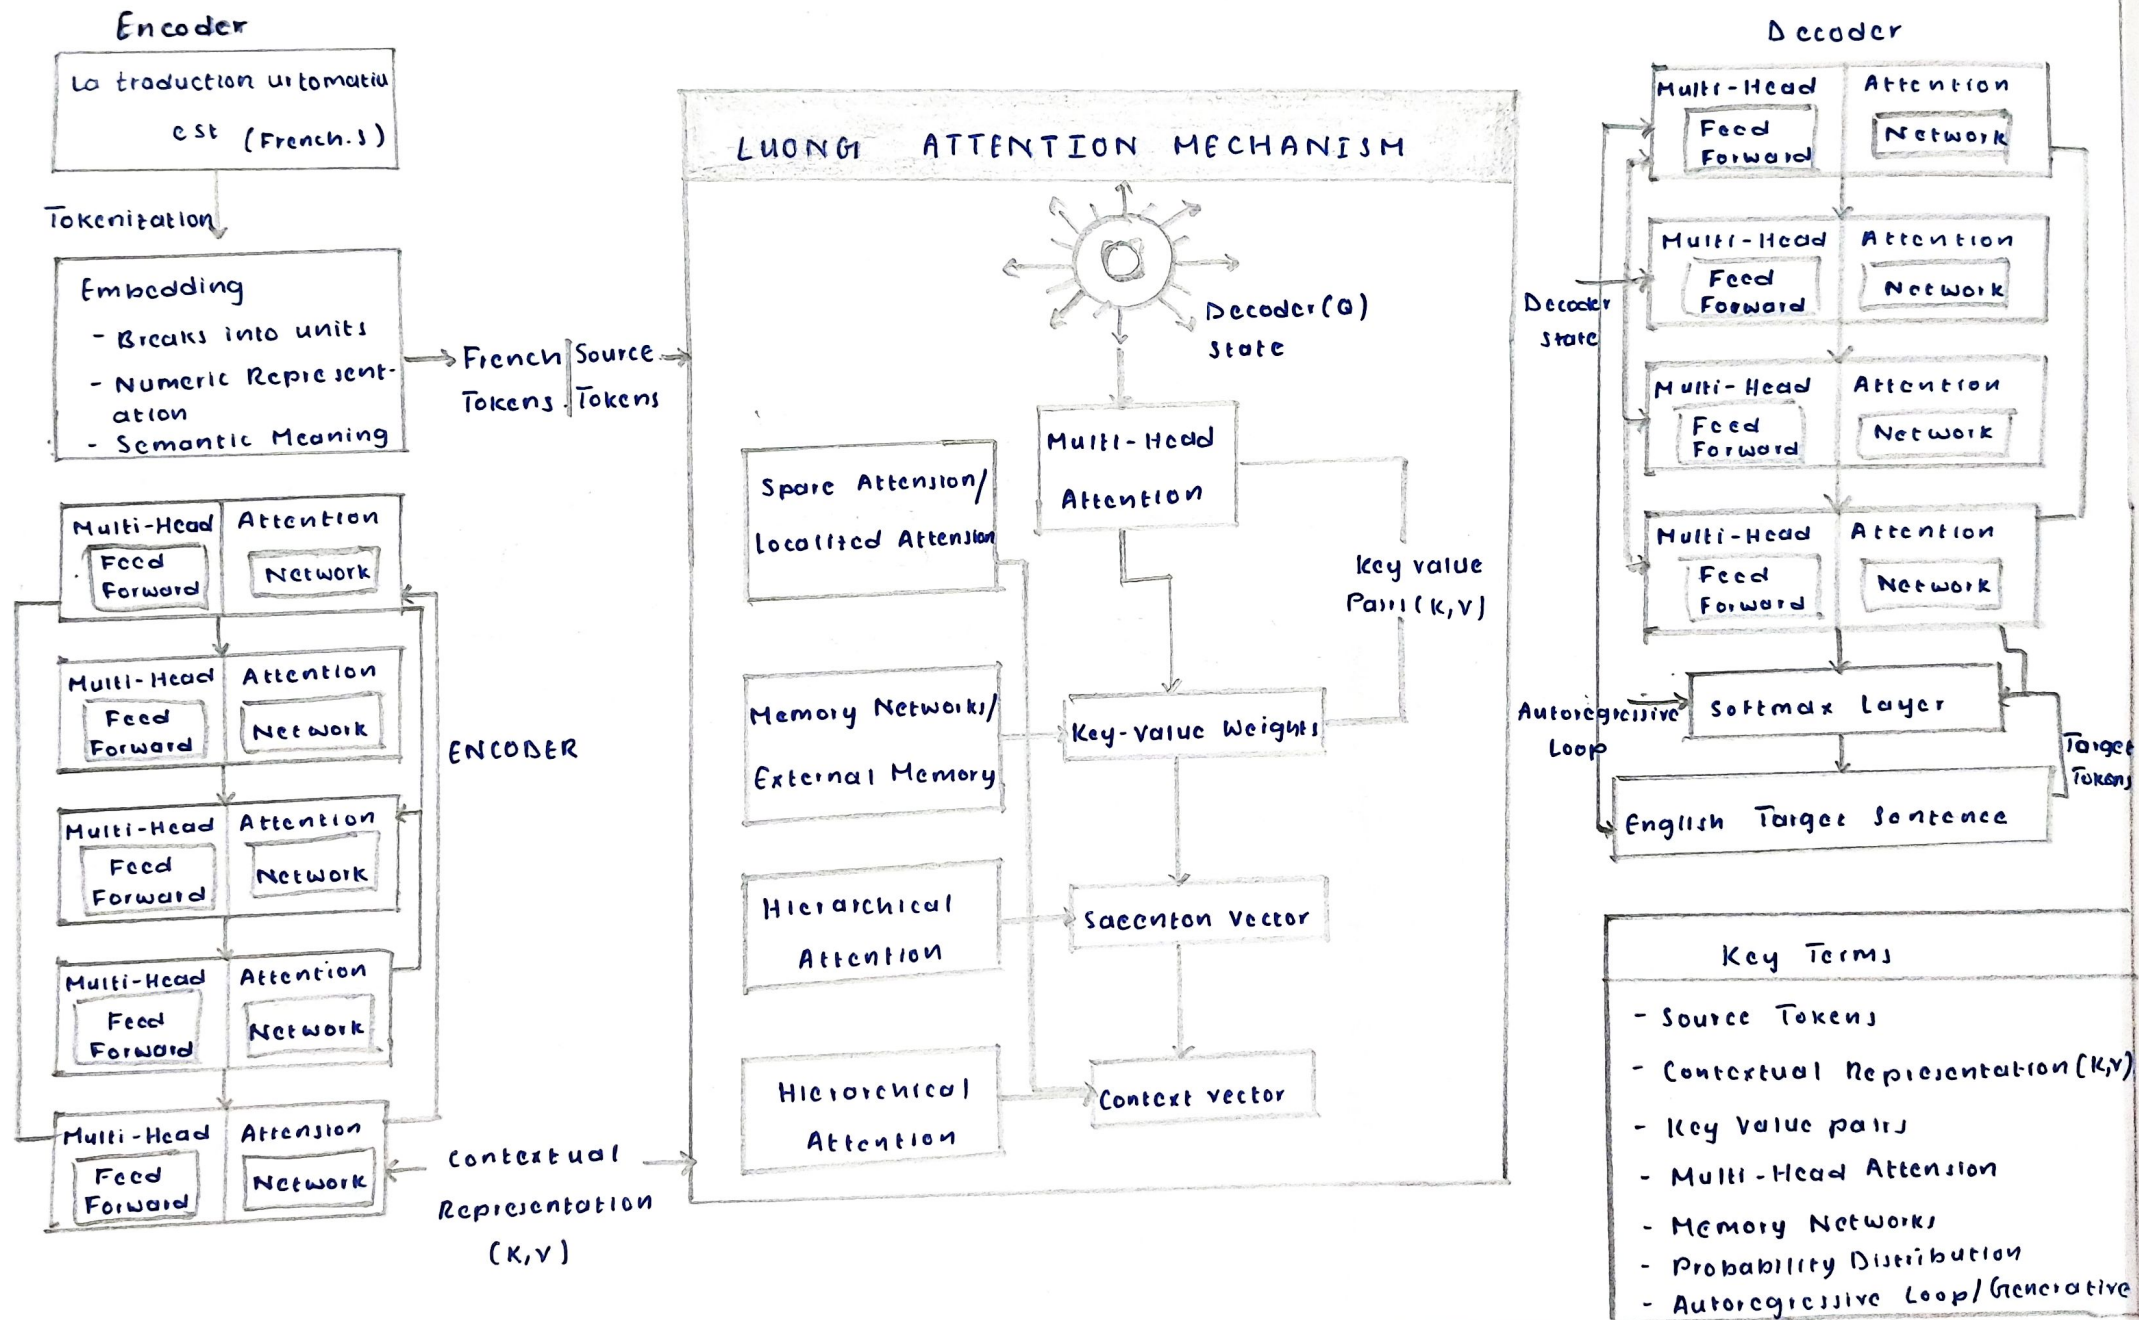 Encoder
La traduction uitomatiu
est (French.s)
Tokenization
Embedding
- Breaks into units
- Numeric Represent-
ation
- Semantic Meaning
French Source
Tokens. Tokens
Multi-Head Attention
Feed Network
Forward
Multi-Head Attention
Feed Network
Forward
Multi-Head Attention
Feed Network
Forward
Multi-Head Attention
Feed Network
Forward
Multi-Head Attension
Feed Network
Forward
ENCODER
Contextual
Representation
(K,V)
LUONG ATTENTION MECHANISM
Decoder(Q)
State
Multi-Head
Attention
Key value
Pairs(K,V)
Spare Attension/
Localized Attension
Memory Networks/
External Memory
Key-Value Weights
Hierarchical
Attention
Saccnton Vector
Hierorchical
Attention
Context vector
Decoder
Multi-Head Attention
Feed Network
Forward
Multi-Head Attention
Feed Network
Forward
Decoder
State
Multi-Head Attention
Feed Network
Forward
Multi-Head Attention
Feed Network
Forward
Softmax Layer
Autoregressive
Loop
Target
Tokens
English Target Sentence
Key Terms
- Source Tokens
- Contextual Representation(K,V)
- Key Value pairs
- Multi-Head Attension
- Memory Networks
- Probability Distribution
- Autoregressive Loop/Generative